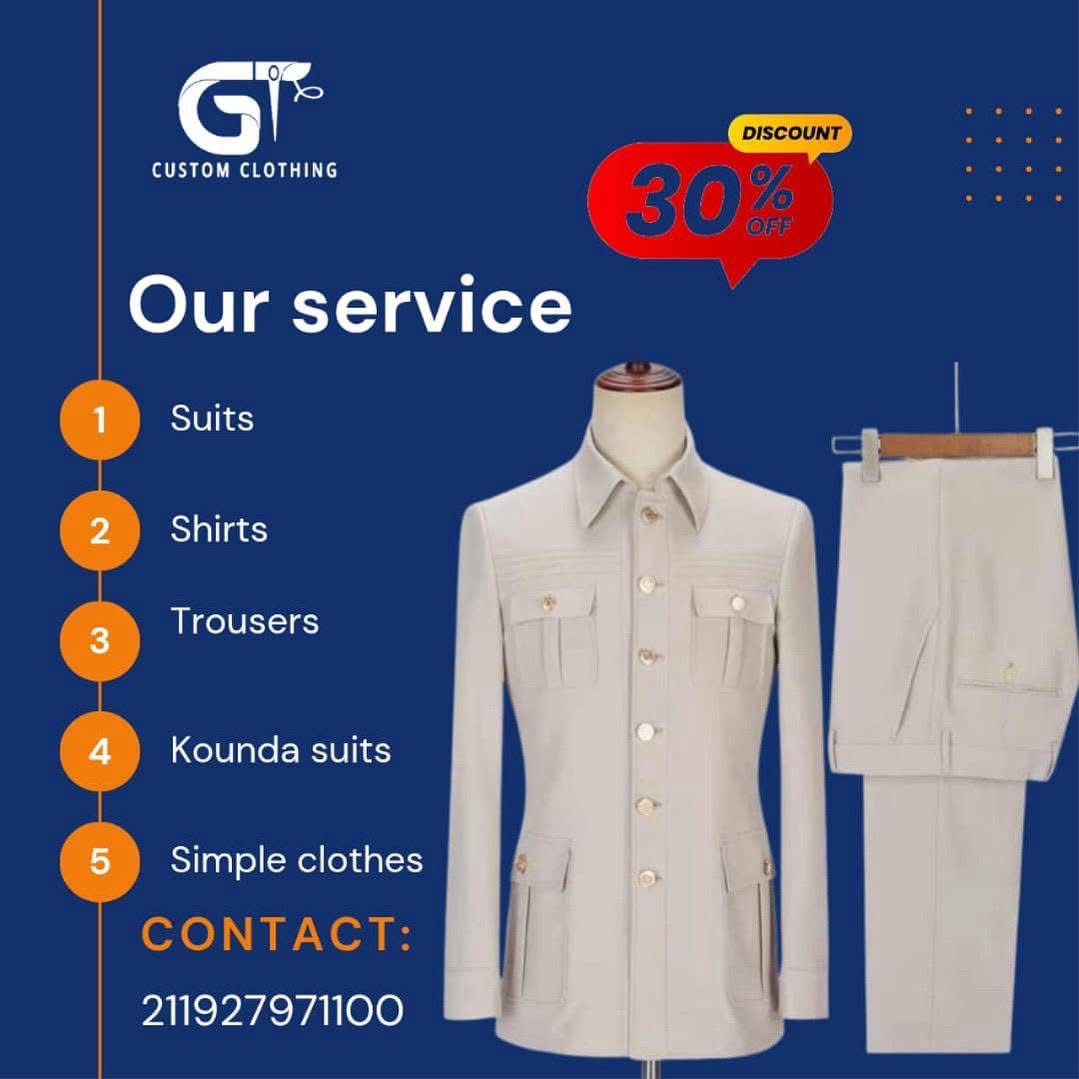 GT
CUSTOM CLOTHING
DISCOUNT
30%
OFF
Our service
1 Suits
2 Shirts
3 Trousers
4 Kounda suits
5 Simple clothes
CONTACT:
211927971100